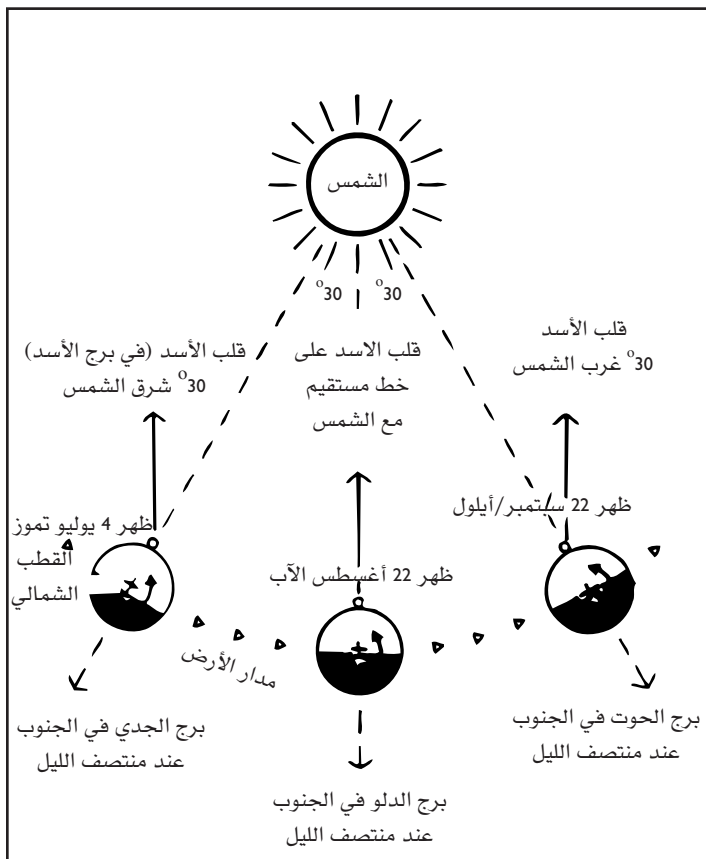 الشمس
30°
30°
قلب الأسد
30° غرب الشمس
قلب الاسد على
خط مستقيم
مع الشمس
قلب الأسد (في برج الأسد)
30° شرق الشمس
ظهر 22 سبتمبر/أيلول
ظهر 4 يوليو تموز
القطب
الشمالي
ظهر 22 أغسطس الآب
مدار الأرض
برج الحوت في الجنوب
عند منتصف الليل
برج الدلو في الجنوب
عند منتصف الليل
برج الجدي في الجنوب
عند منتصف الليل